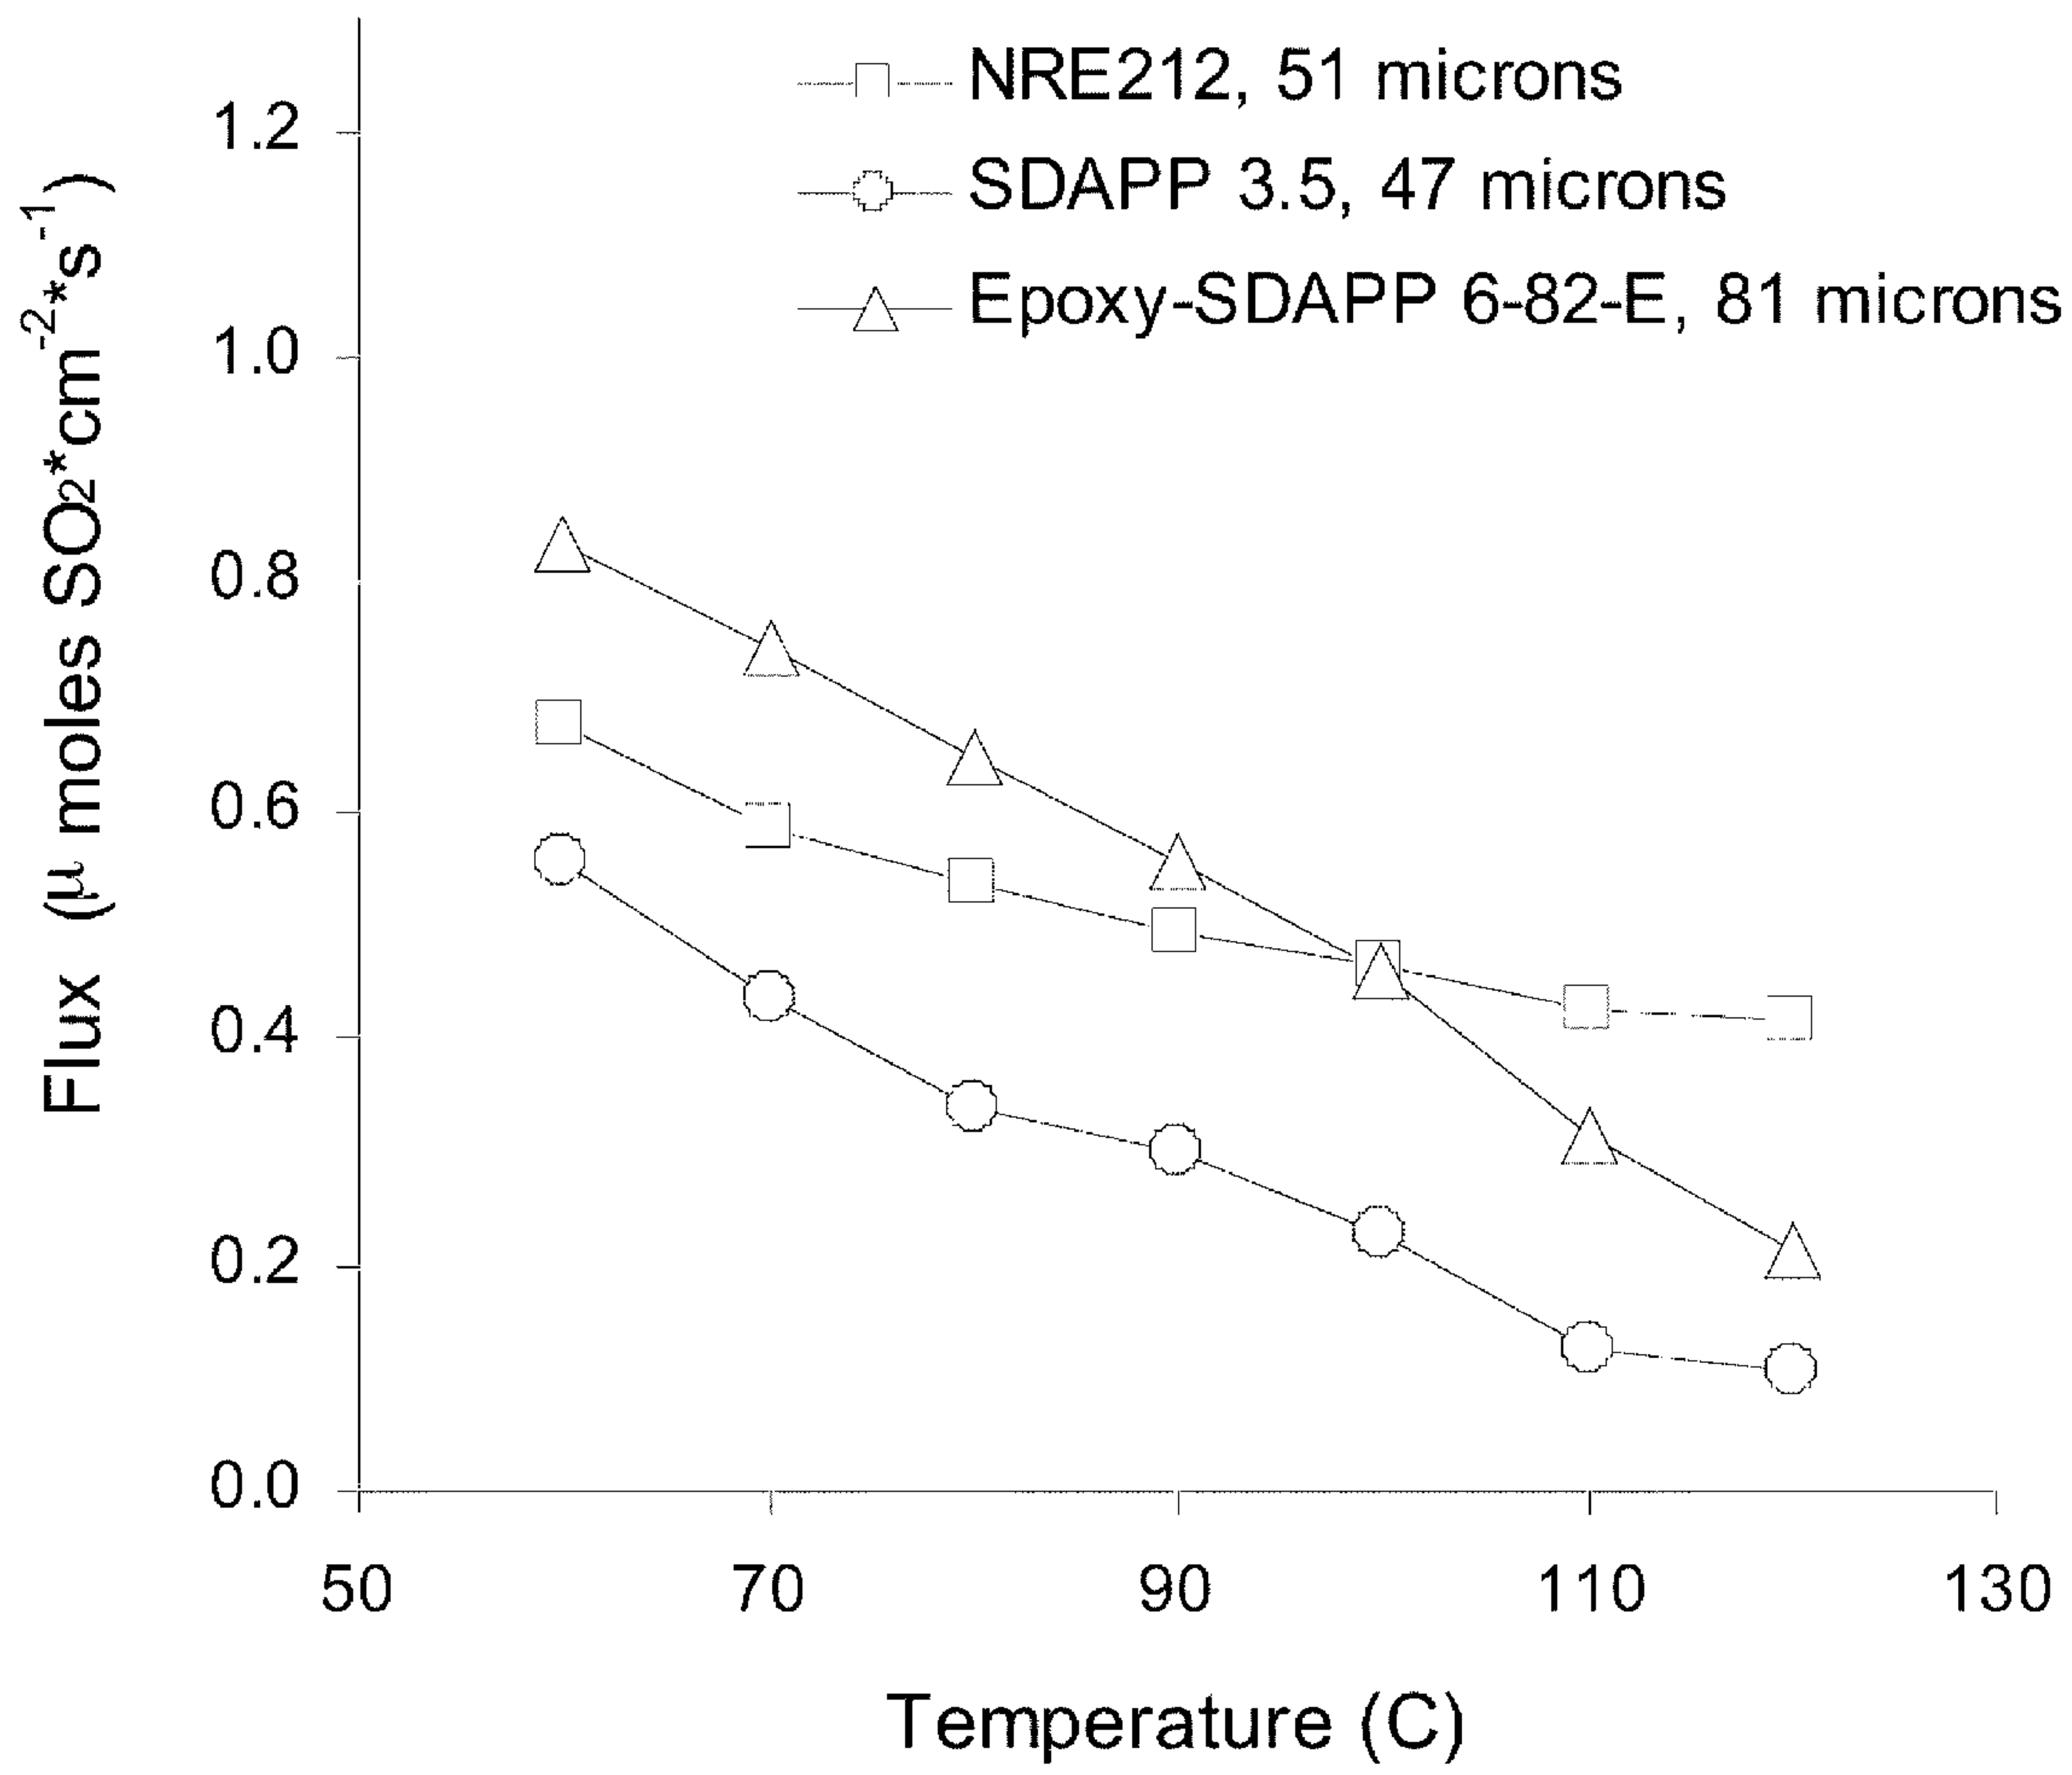 NRE212, 51 microns
SDAPP 3.5, 47 microns
Epoxy-SDAPP 6-82-E, 81 microns
Flux (μ moles SO₂*cm⁻²*s⁻¹)
1.2
1.0
0.8
0.6
0.4
0.2
0.0
50 70 90 110 130
Temperature (C)